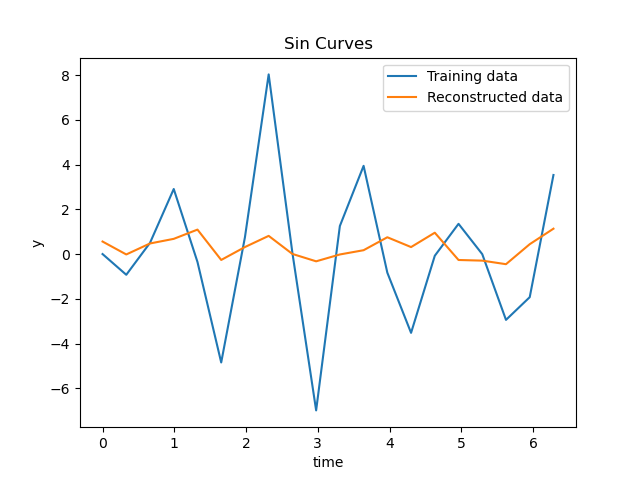 Sin Curves
Training data
Reconstructed data
8
6
4
2
0
−2
−4
−6
y
0 1 2 3 4 5 6
time